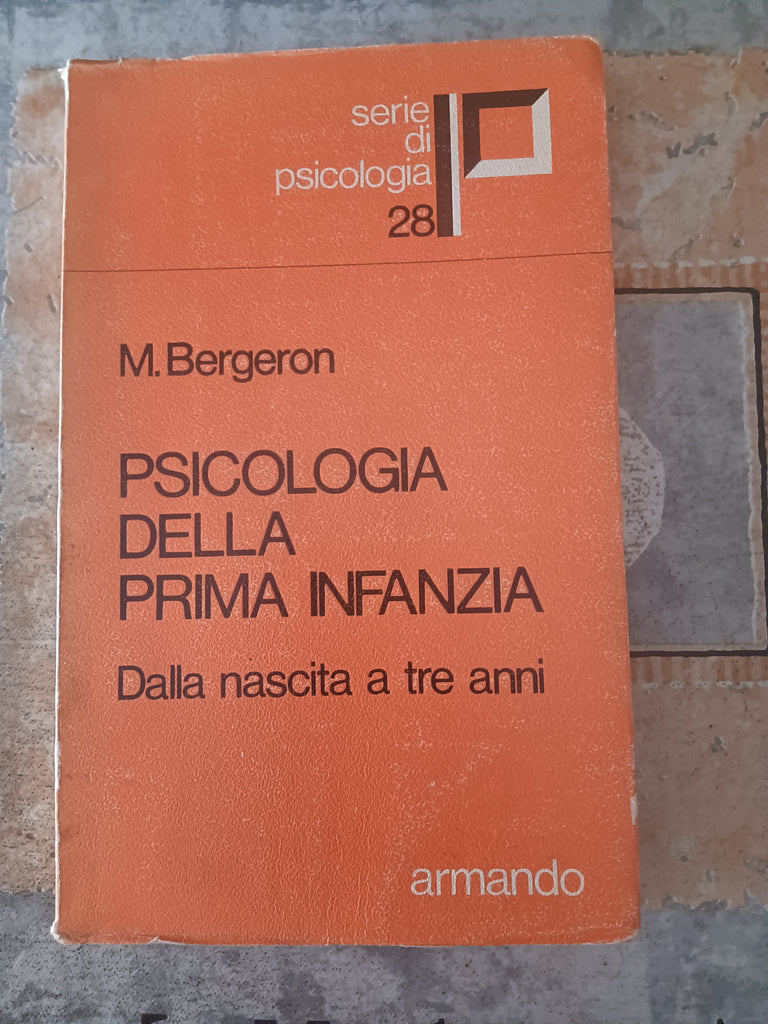 serie
di
psicologia
28
M. Bergeron
PSICOLOGIA
DELLA
PRIMA INFANZIA
Dalla nascita a tre anni
armando